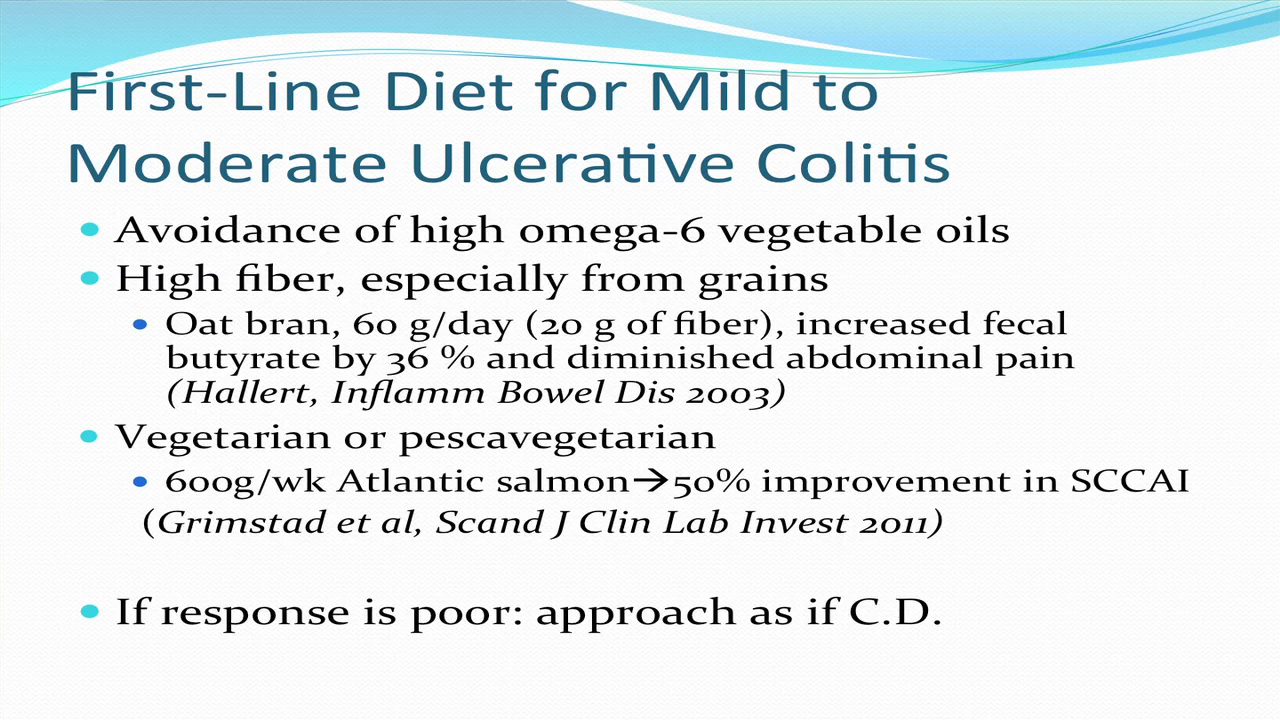 First-Line Diet for Mild to
Moderate Ulcerative Colitis
Avoidance of high omega-6 vegetable oils
High fiber, especially from grains
Oat bran, 60 g/day (20 g of fiber), increased fecal
butyrate by 36 % and diminished abdominal pain
(Hallert, Inflamm Bowel Dis 2003)
Vegetarian or pescavegetarian
600g/wk Atlantic salmon→50% improvement in SCCAI
(Grimstad et al, Scand J Clin Lab Invest 2011)
If response is poor: approach as if C.D.